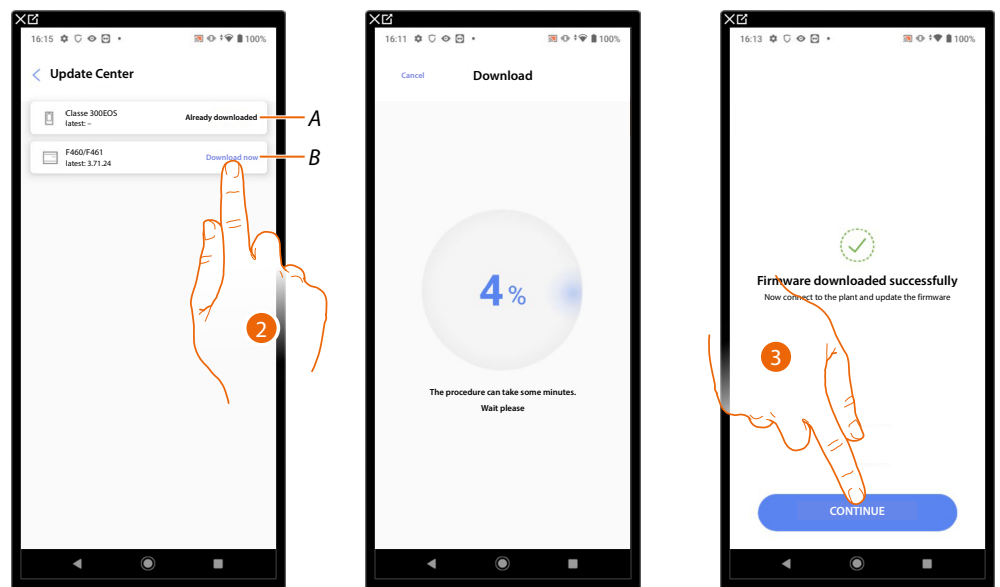 16:15
100%
Update Center
Classe 300EOS
latest: –
Already downloaded
A
F460/F461
latest: 3.71.24
Download now
B
2
16:11
100%
Cancel
Download
4%
The procedure can take some minutes.
Wait please
16:13
100%
Firmware downloaded successfully
Now connect to the plant and update the firmware
3
CONTINUE